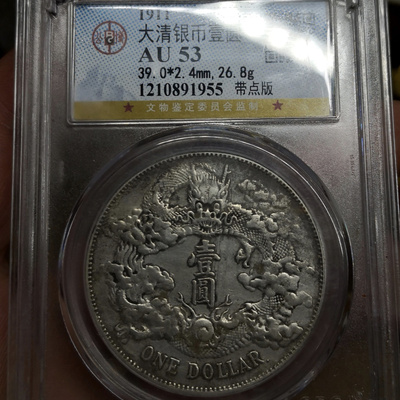 1911
大清银币壹圆
AU 53
39.0*2.4mm,26.8g
1210891955 带点版
★ 文物鉴定委员会监制 ★
壹圓
ONE DOLLAR